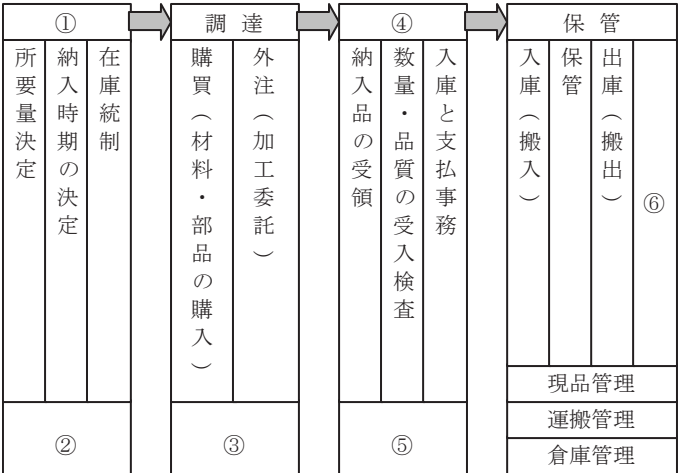 ①
所要量決定
納入時期の決定
在庫統制
②
調達
購買（材料・部品の購入）
外注（加工委託）
③
④
納入品の受領
数量・品質の受入検査
入庫と支払事務
⑤
保管
入庫（搬入）
保管
出庫（搬出）
⑥
現品管理
運搬管理
倉庫管理